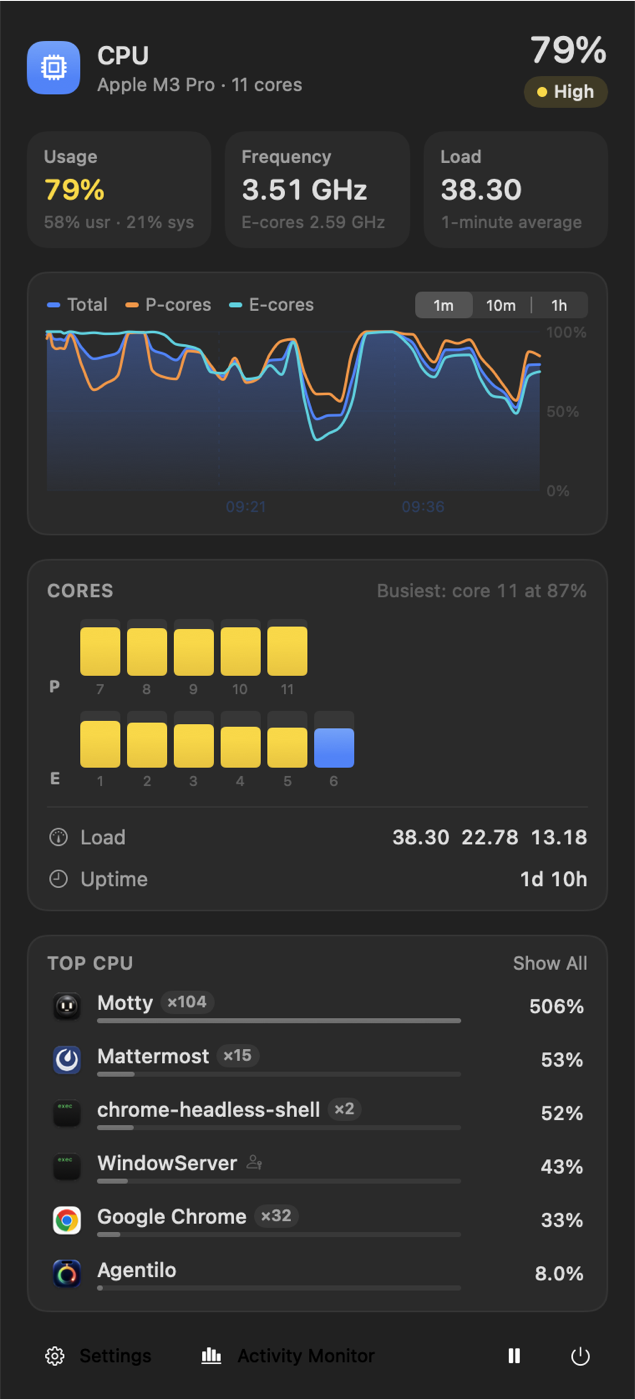 CPU
Apple M3 Pro · 11 cores
79%
High
Usage
79%
58% usr · 21% sys
Frequency
3.51 GHz
E-cores 2.59 GHz
Load
38.30
1-minute average
Total P-cores E-cores
1m 10m 1h
100%
50%
0%
09:21 09:36
CORES Busiest: core 11 at 87%
P
7 8 9 10 11
E
1 2 3 4 5 6
Load 38.30 22.78 13.18
Uptime 1d 10h
TOP CPU Show All
Motty ×104 506%
Mattermost ×15 53%
exec
chrome-headless-shell ×2 52%
exec
WindowServer 43%
Google Chrome ×32 33%
Agentilo 8.0%
Settings Activity Monitor